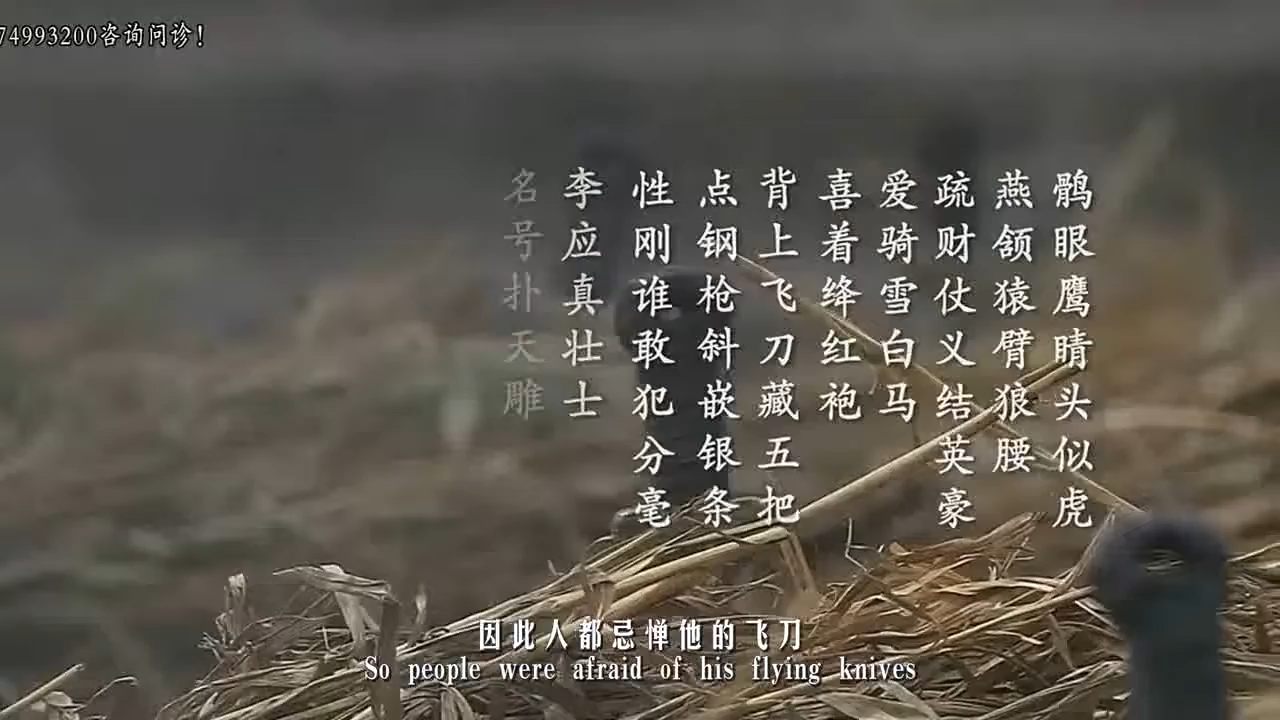 74993200咨询问诊！
鹘眼鹰睛头似虎
燕颔猿臂狼腰
疏财仗义结英豪
爱骑雪白马
喜着绛红袍
背上飞刀藏五把
点钢枪斜嵌银条
性刚谁敢犯分毫
李应真壮士
名号扑天雕
因此人都忌惮他的飞刀
So people were afraid of his flying knives